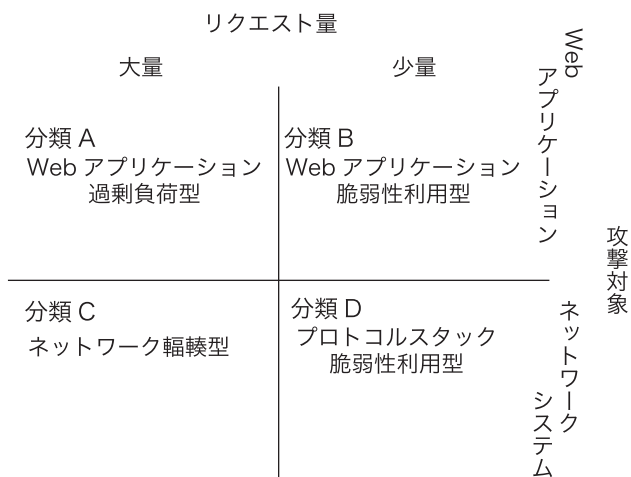 リクエスト量
大量
少量
分類 A
Web アプリケーション
過剰負荷型
分類 B
Web アプリケーション
脆弱性利用型
Web
アプリケーション
攻撃対象
分類 C
ネットワーク輻輳型
分類 D
プロトコルスタック
脆弱性利用型
ネットワーク
システム